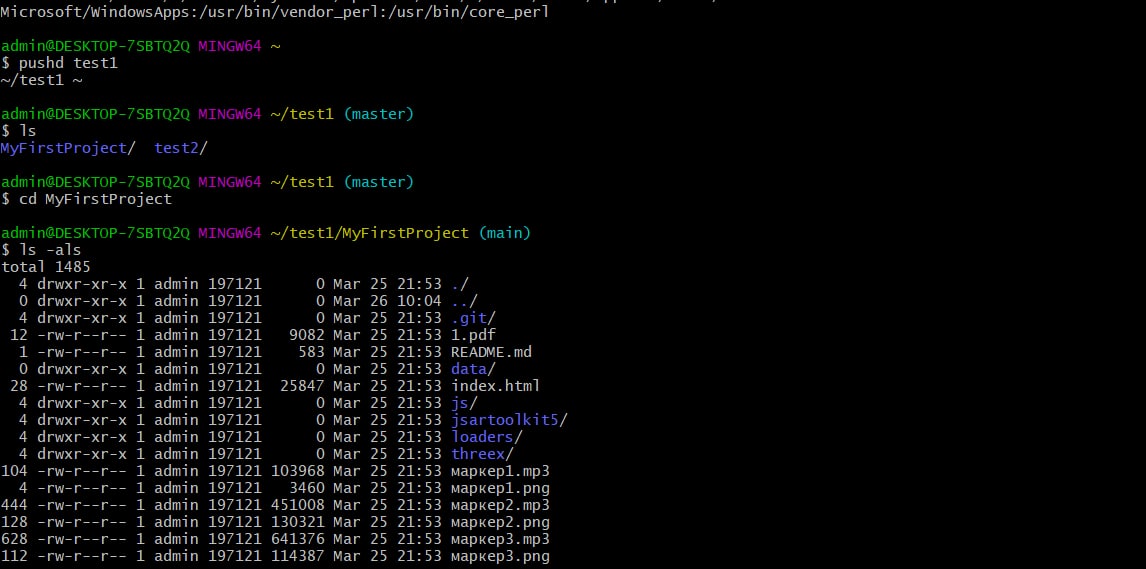 Microsoft/WindowsApps:/usr/bin/vendor_perl:/usr/bin/core_perl
admin@DESKTOP-7SBTQ2Q MINGW64 ~
$ pushd test1
~/test1 ~
admin@DESKTOP-7SBTQ2Q MINGW64 ~/test1 (master)
$ ls
MyFirstProject/  test2/
admin@DESKTOP-7SBTQ2Q MINGW64 ~/test1 (master)
$ cd MyFirstProject
admin@DESKTOP-7SBTQ2Q MINGW64 ~/test1/MyFirstProject (main)
$ ls -als
total 1485
  4 drwxr-xr-x 1 admin 197121      0 Mar 25 21:53 ./
  0 drwxr-xr-x 1 admin 197121      0 Mar 26 10:04 ../
  4 drwxr-xr-x 1 admin 197121      0 Mar 25 21:53 .git/
 12 -rw-r--r-- 1 admin 197121   9082 Mar 25 21:53 1.pdf
  1 -rw-r--r-- 1 admin 197121    583 Mar 25 21:53 README.md
  0 drwxr-xr-x 1 admin 197121      0 Mar 25 21:53 data/
 28 -rw-r--r-- 1 admin 197121  25847 Mar 25 21:53 index.html
  4 drwxr-xr-x 1 admin 197121      0 Mar 25 21:53 js/
  4 drwxr-xr-x 1 admin 197121      0 Mar 25 21:53 jsartoolkit5/
  4 drwxr-xr-x 1 admin 197121      0 Mar 25 21:53 loaders/
  4 drwxr-xr-x 1 admin 197121      0 Mar 25 21:53 threex/
104 -rw-r--r-- 1 admin 197121 103968 Mar 25 21:53 маркер1.mp3
  4 -rw-r--r-- 1 admin 197121   3460 Mar 25 21:53 маркер1.png
444 -rw-r--r-- 1 admin 197121 451008 Mar 25 21:53 маркер2.mp3
128 -rw-r--r-- 1 admin 197121 130321 Mar 25 21:53 маркер2.png
628 -rw-r--r-- 1 admin 197121 641376 Mar 25 21:53 маркер3.mp3
112 -rw-r--r-- 1 admin 197121 114387 Mar 25 21:53 маркер3.png